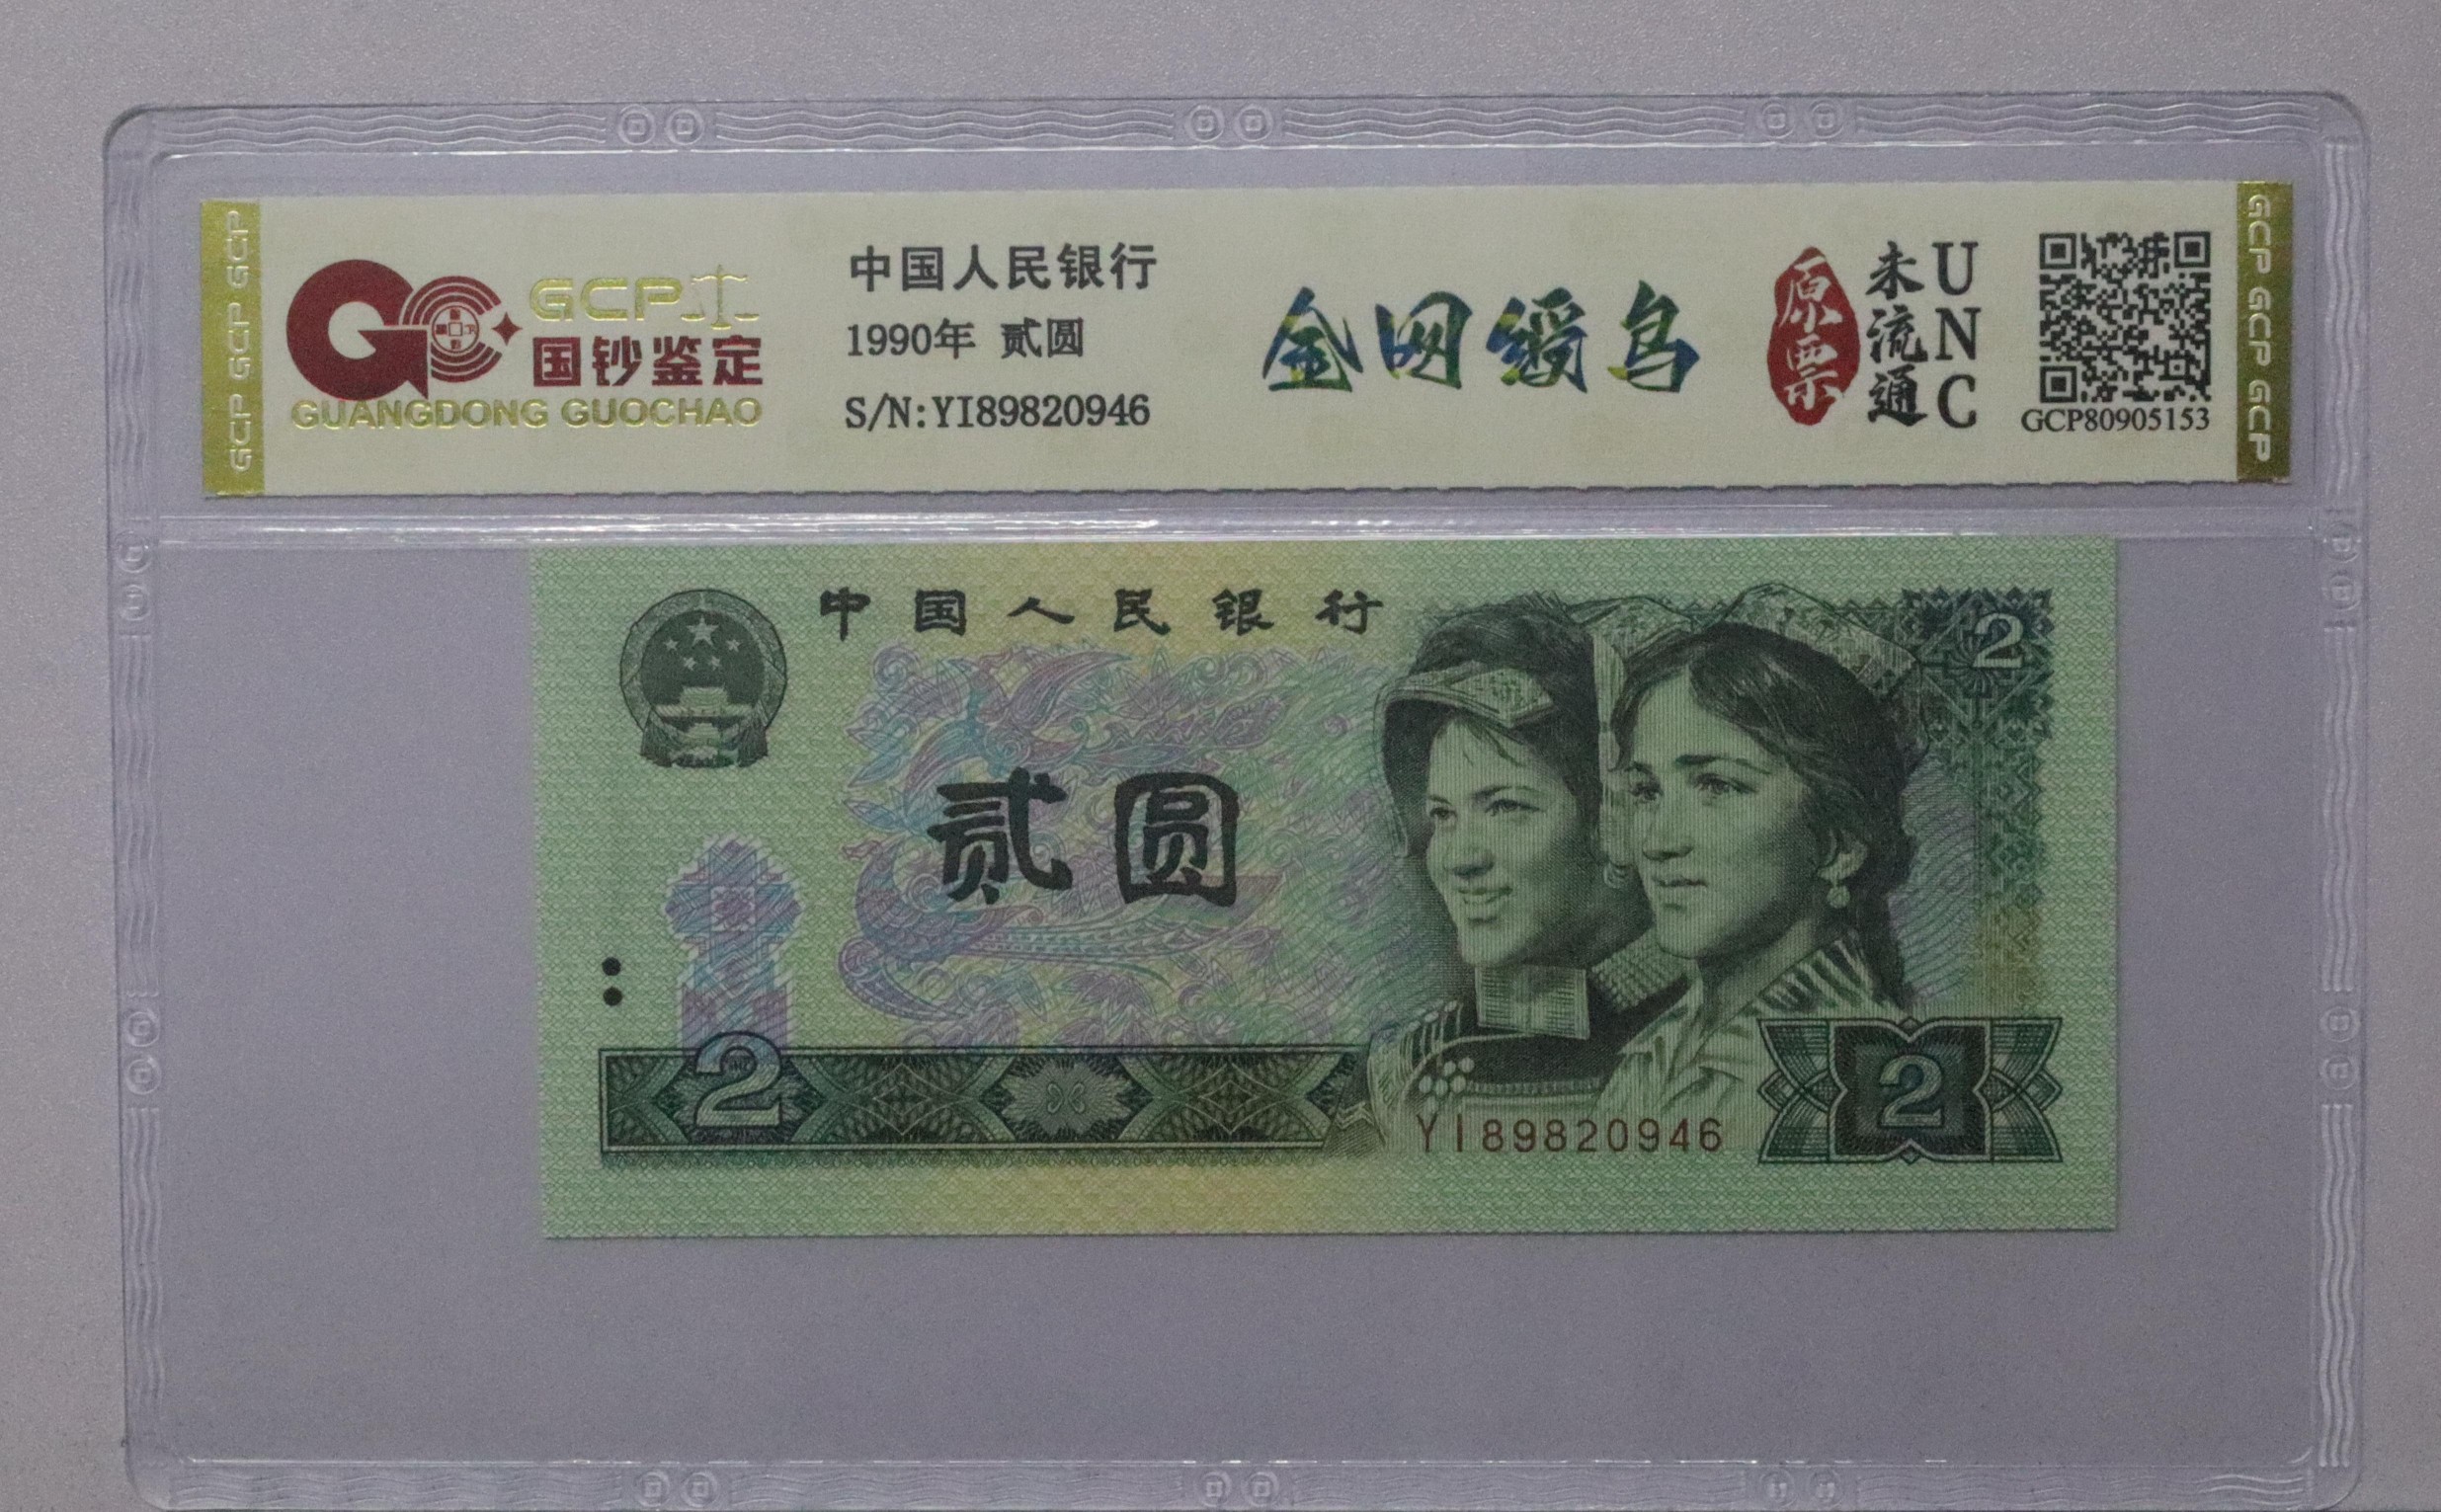 GCP GCP GCP
GCP
国钞鉴定
GUANGDONG GUOCHAO
中国人民银行
1990年 贰圆
S/N:YI89820946
金网绶鸟
原票
未流通
UNC
GCP80905153
GCP GCP GCP
中国人民银行
2
贰圆
2
YI89820946
2